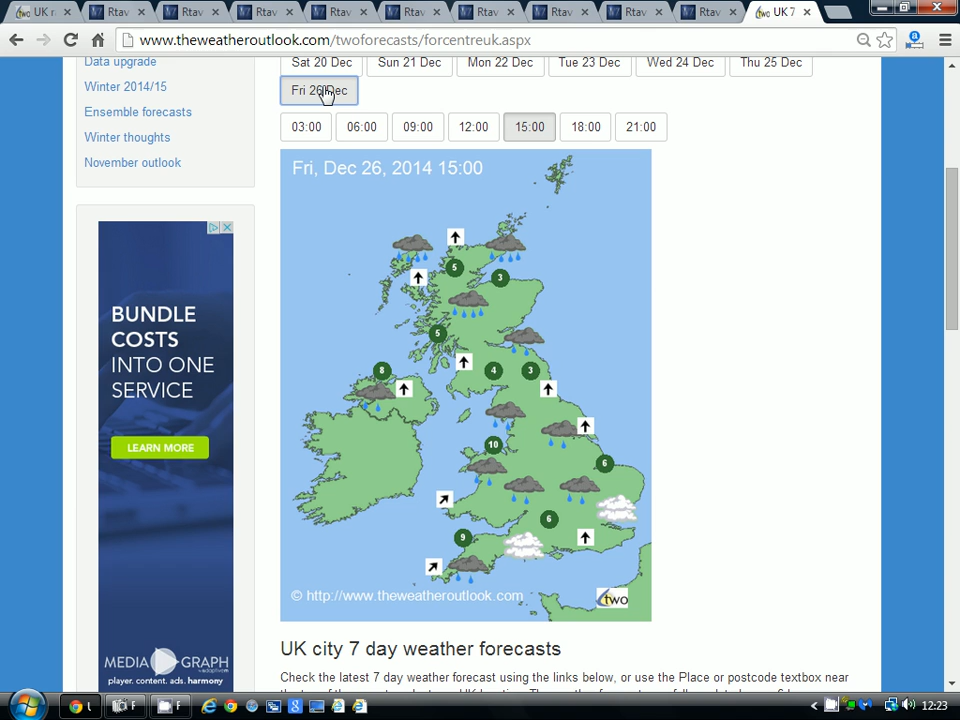 UK r
Rtav
Rtav
Rtav
Rtav
Rtav
Rtav
Rtav
Rtav
Rtav
UK 7
www.theweatheroutlook.com/twoforecasts/forcentreuk.aspx
Data upgrade
Winter 2014/15
Ensemble forecasts
Winter thoughts
November outlook
Sat 20 Dec
Sun 21 Dec
Mon 22 Dec
Tue 23 Dec
Wed 24 Dec
Thu 25 Dec
Fri 26 Dec
03:00
06:00
09:00
12:00
15:00
18:00
21:00
Fri, Dec 26, 2014 15:00
5
3
5
8
4
3
10
6
6
9
© http://www.theweatheroutlook.com
two
BUNDLE
COSTS
INTO ONE
SERVICE
LEARN MORE
MEDIA GRAPH
player. content. ads. harmony
UK city 7 day weather forecasts
Check the latest 7 day weather forecast using the links below, or use the Place or postcode textbox near
12:23